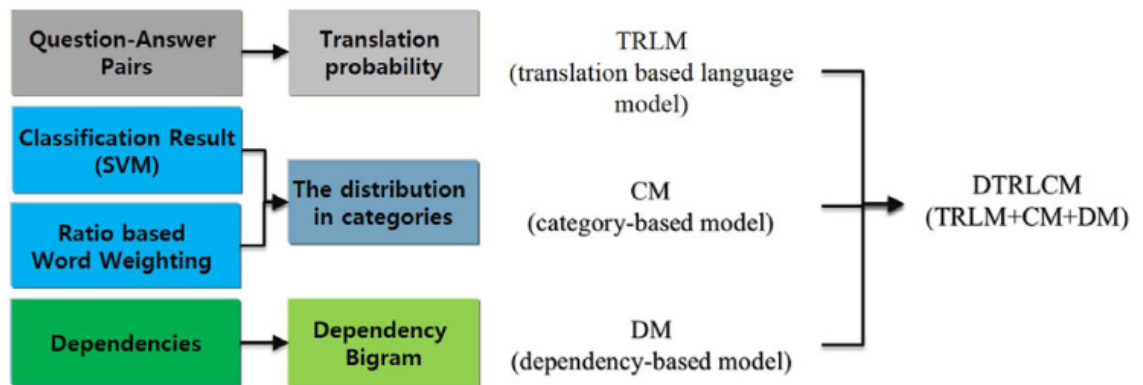 Question-Answer
Pairs
Translation
probability
TRLM
(translation based language
model)
Classification Result
(SVM)
Ratio based
Word Weighting
The distribution
in categories
CM
(category-based model)
DTRLCM
(TRLM+CM+DM)
Dependencies
Dependency
Bigram
DM
(dependency-based model)